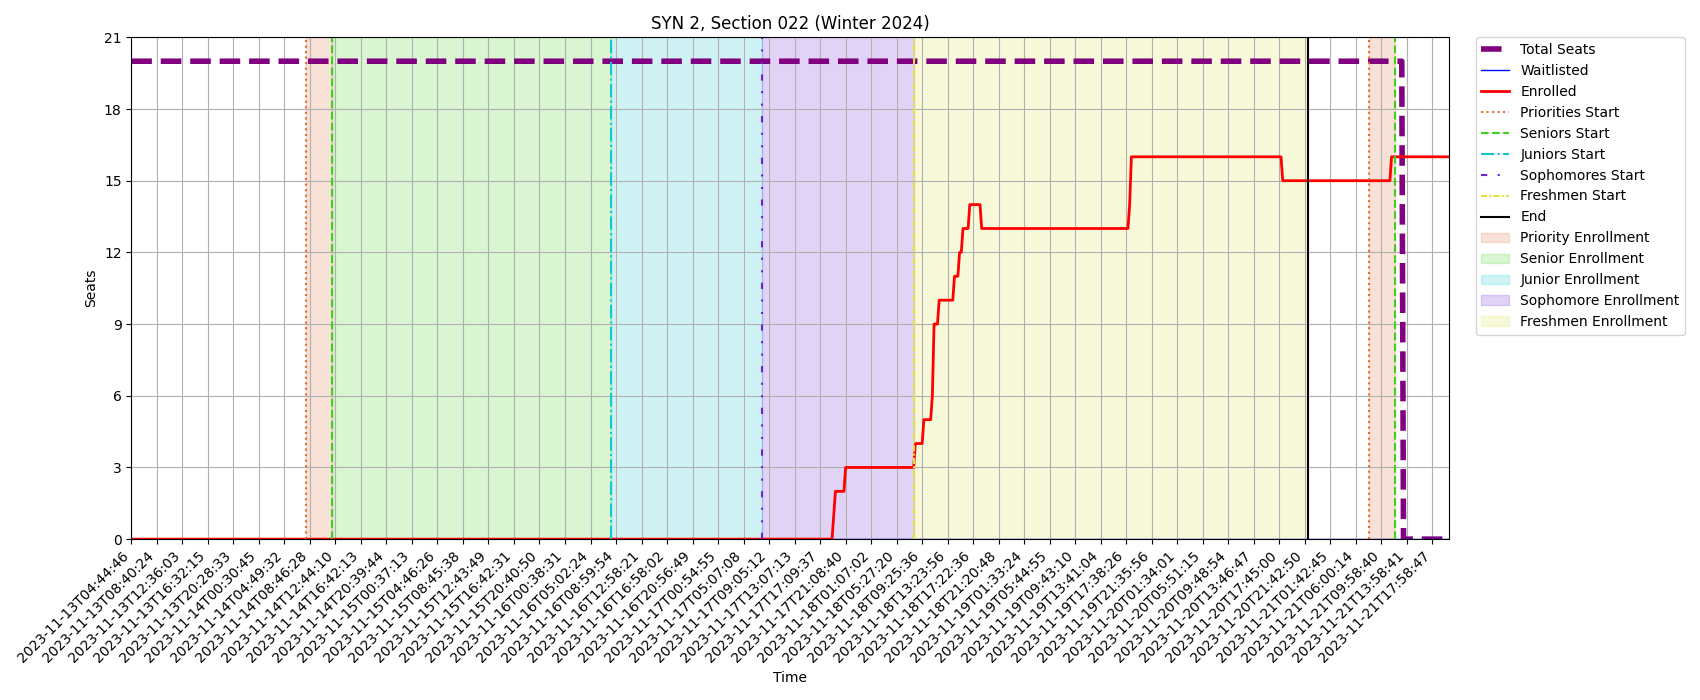 SYN 2, Section 022 (Winter 2024)
21
18
15
12
9
6
3
0
Seats
2023-11-13T04:44:46
2023-11-13T08:40:24
2023-11-13T12:36:03
2023-11-13T16:32:15
2023-11-13T20:28:33
2023-11-14T00:30:45
2023-11-14T04:49:32
2023-11-14T08:46:28
2023-11-14T12:44:10
2023-11-14T16:42:13
2023-11-14T20:39:44
2023-11-15T00:37:13
2023-11-15T04:46:26
2023-11-15T08:45:38
2023-11-15T12:43:49
2023-11-15T16:42:31
2023-11-15T20:40:50
2023-11-16T00:38:31
2023-11-16T05:02:24
2023-11-16T08:59:54
2023-11-16T12:58:21
2023-11-16T16:58:02
2023-11-16T20:56:49
2023-11-17T00:54:55
2023-11-17T05:07:08
2023-11-17T09:05:12
2023-11-17T13:07:13
2023-11-17T17:09:37
2023-11-17T21:08:40
2023-11-18T01:07:02
2023-11-18T05:27:20
2023-11-18T09:25:36
2023-11-18T13:23:56
2023-11-18T17:22:36
2023-11-18T21:20:48
2023-11-19T01:33:24
2023-11-19T05:44:55
2023-11-19T09:43:10
2023-11-19T13:41:04
2023-11-19T17:38:26
2023-11-19T21:35:56
2023-11-20T01:34:01
2023-11-20T05:51:15
2023-11-20T09:48:54
2023-11-20T13:46:47
2023-11-20T17:45:00
2023-11-20T21:42:50
2023-11-21T01:42:45
2023-11-21T06:00:14
2023-11-21T09:58:40
2023-11-21T13:58:41
2023-11-21T17:58:47
Time
Total Seats
Waitlisted
Enrolled
Priorities Start
Seniors Start
Juniors Start
Sophomores Start
Freshmen Start
End
Priority Enrollment
Senior Enrollment
Junior Enrollment
Sophomore Enrollment
Freshmen Enrollment